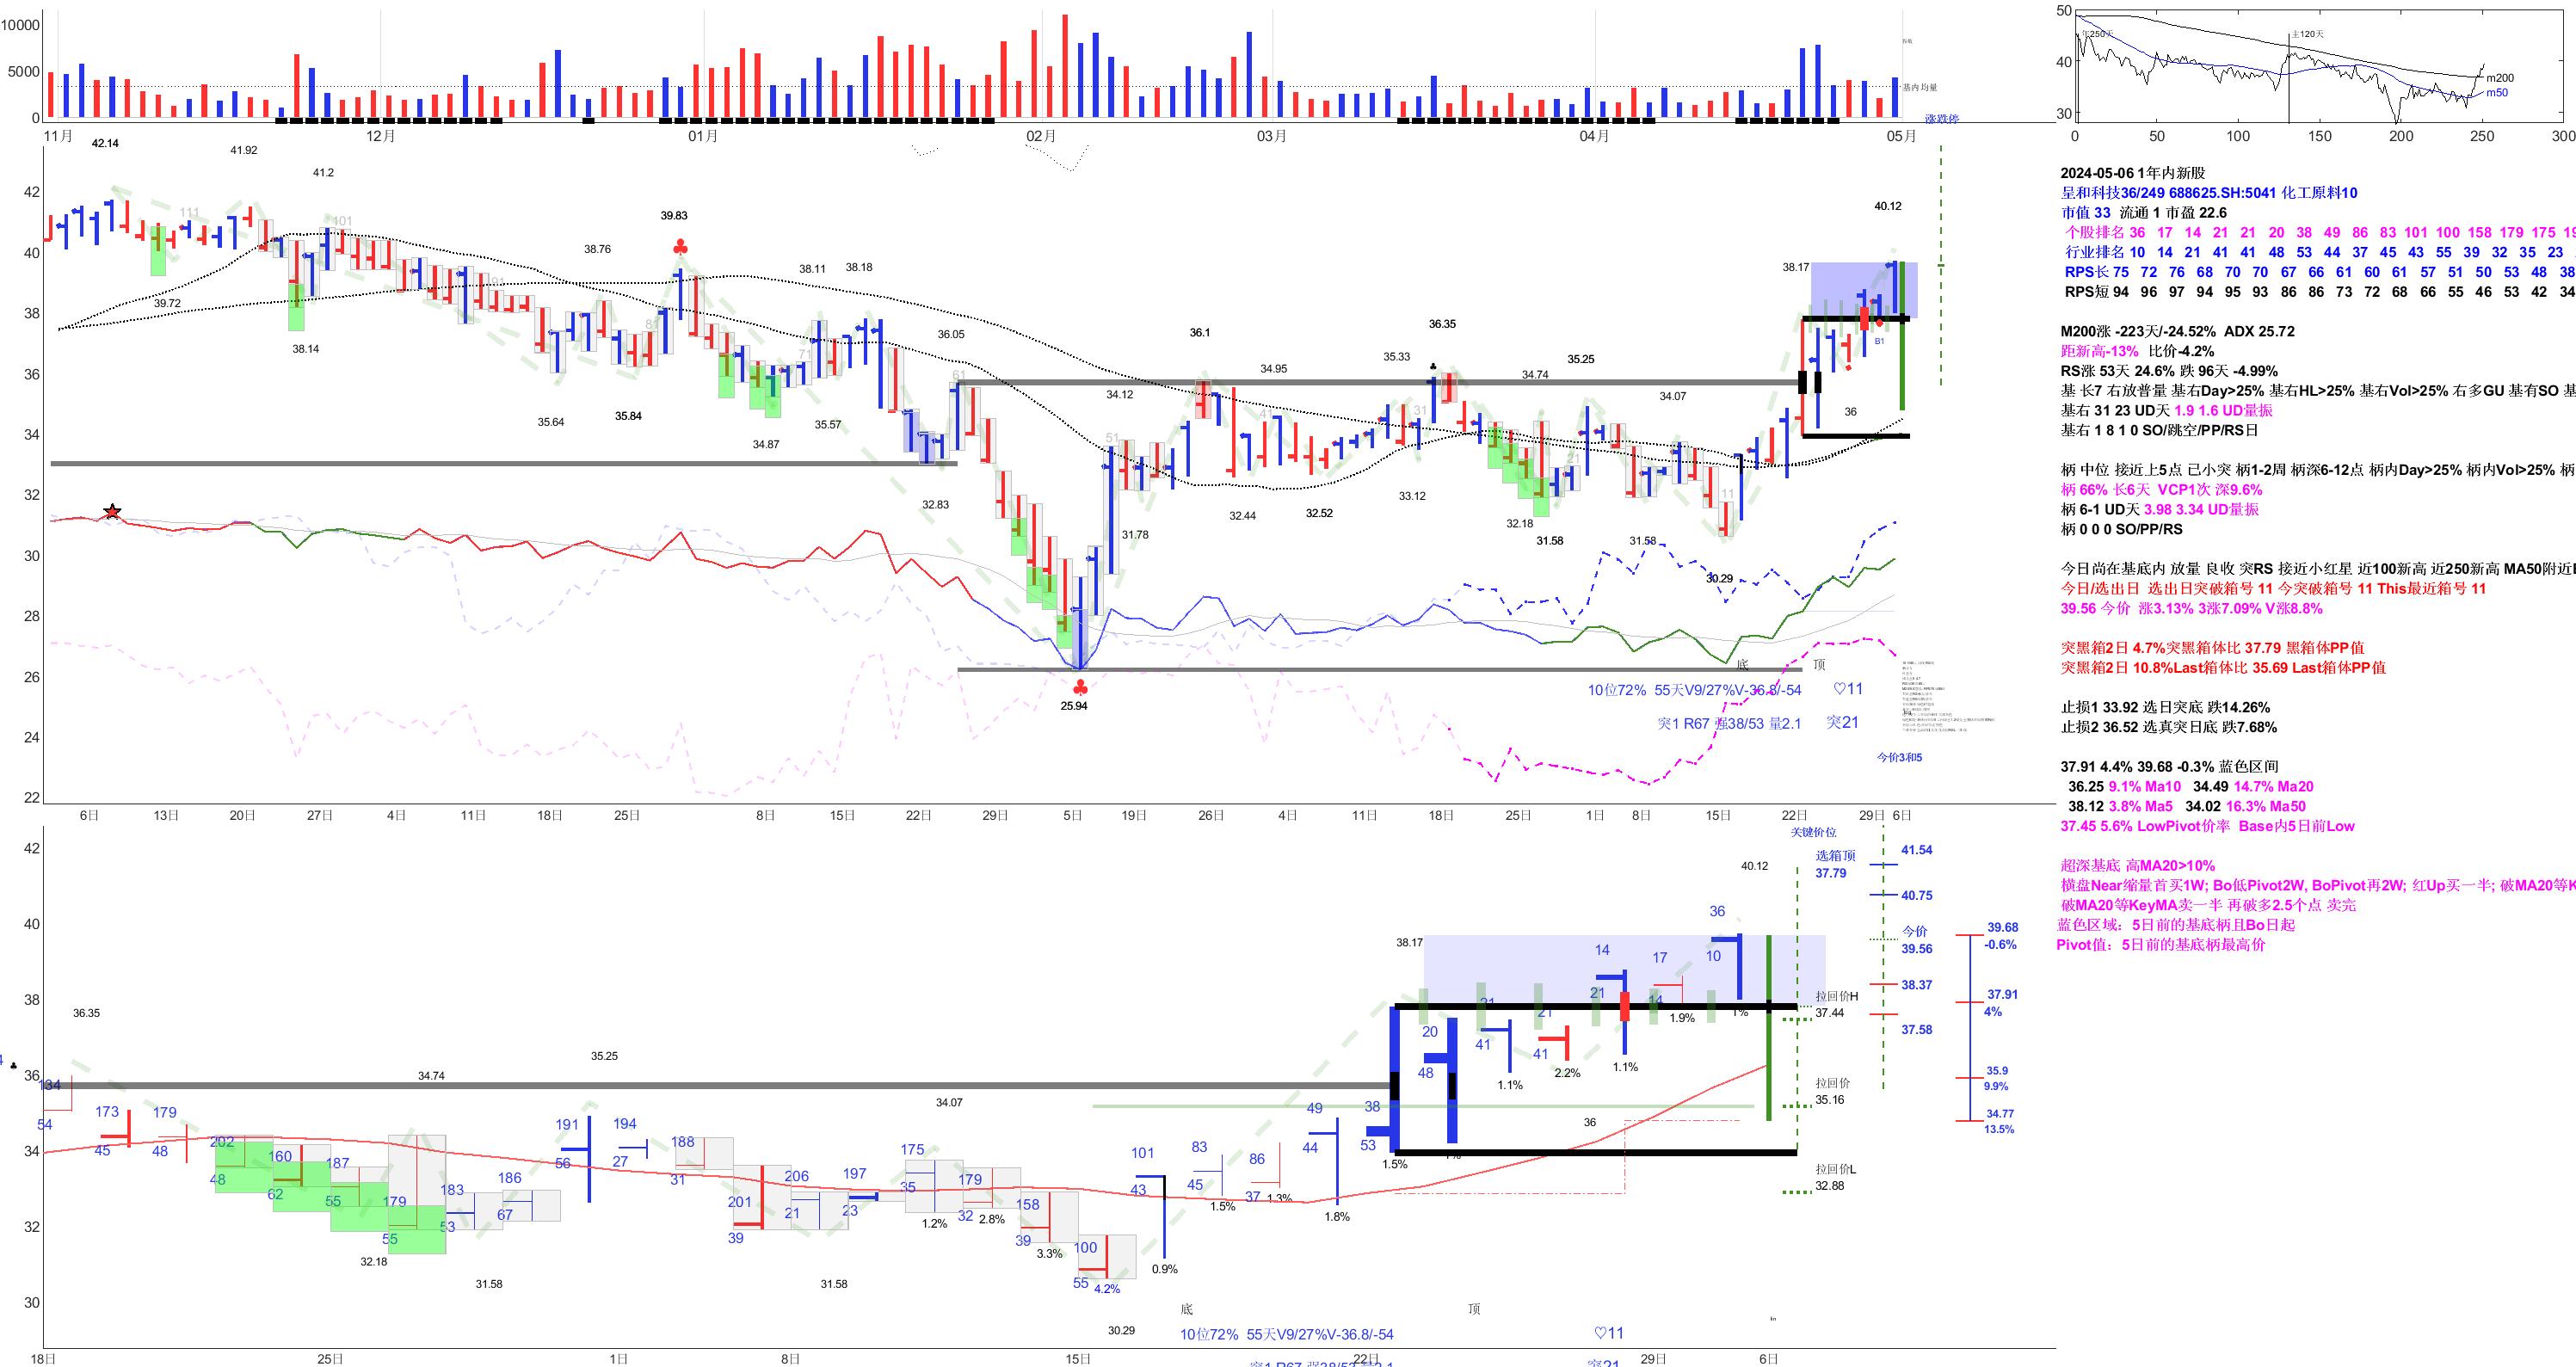 10000
5000
0
基内均量
涨跌停
11月 12月 01月 02月 03月 04月 05月
50
40
30
年250天
主120天
m200
m50
0 50 100 150 200 250 300
42.14
41.92
41.2
39.83
40.12
38.76
38.11
38.18
38.17
39.72
38.14
36.05
36.1
36.35
35.33
35.25
34.95
34.74
34.12
34.07
35.64
35.84
34.87
35.57
32.83
31.78
32.44
32.52
33.12
32.18
31.58
31.58
30.29
25.94
36
B1
111
101
91
81
71
61
51
41
31
21
11
42
40
38
36
34
32
30
28
26
24
22
底 顶
10位72% 55天V9/27%V-36.8/-54 ♡11
突1 R67 强38/53 量2.1 突21
今价3和5
6日 13日 20日 27日 4日 11日 18日 25日 8日 15日 22日 29日 5日 19日 26日 4日 11日 18日 25日 1日 8日 15日 22日 29日 6日
2024-05-06 1年内新股
呈和科技36/249 688625.SH:5041 化工原料10
市值 33 流通 1 市盈 22.6
个股排名 36 17 14 21 21 20 38 49 86 83 101 100 158 179 175
行业排名 10 14 21 41 41 48 53 44 37 45 43 55 39 32 35 23
RPS长 75 72 76 68 70 70 67 66 61 60 61 57 51 50 53 48 38
RPS短 94 96 97 94 95 93 86 86 73 72 68 66 55 46 53 42 34
M200涨 -223天/-24.52% ADX 25.72
距新高-13% 比价-4.2%
RS涨 53天 24.6% 跌 96天 -4.99%
基 长7 右放普量 基右Day>25% 基右HL>25% 基右Vol>25% 右多GU 基有SO
基右 31 23 UD天 1.9 1.6 UD量振
基右 1 8 1 0 SO/跳空/PP/RS日
柄 中位 接近上5点 已小突 柄1-2周 柄深6-12点 柄内Day>25% 柄内Vol>25% 柄
柄 66% 长6天 VCP1次 深9.6%
柄 6-1 UD天 3.98 3.34 UD量振
柄 0 0 0 SO/PP/RS
今日尚在基底内 放量 良收 突RS 接近小红星 近100新高 近250新高 MA50附近
今日/选出日 选出日突破箱号 11 今突破箱号 11 This最近箱号 11
39.56 今价 涨3.13% 3涨7.09% V涨8.8%
突黑箱2日 4.7%突黑箱体比 37.79 黑箱体PP值
突黑箱2日 10.8%Last箱体比 35.69 Last箱体PP值
止损1 33.92 选日突底 跌14.26%
止损2 36.52 选真突日底 跌7.68%
37.91 4.4% 39.68 -0.3% 蓝色区间
36.25 9.1% Ma10 34.49 14.7% Ma20
38.12 3.8% Ma5 34.02 16.3% Ma50
37.45 5.6% LowPivot价率 Base内5日前Low
超深基底 高MA20>10%
横盘Near缩量首买1W; Bo低Pivot2W, BoPivot再2W; 红Up买一半; 破MA20等
破MA20等KeyMA卖一半 再破多2.5个点 卖完
蓝色区域：5日前的基底柄且Bo日起
Pivot值：5日前的基底柄最高价
42
40
38
36
34
32
30
关键价位
选箱顶
37.79
41.54
40.75
今价
39.56
38.37
37.58
39.68
-0.6%
37.91
4%
35.9
9.9%
34.77
13.5%
拉回价H
37.44
拉回价
35.16
拉回价L
32.88
40.12
38.17
36.35
35.25
34.74
34.07
32.18
31.58
31.58
30.29
36
134 173 179 202 160 187 179 183 186 191 194 188 201 206 197 175 179 158 100 101 83 86 49 38 20 21 21 14 17 36
54 45 48 48 62 55 55 53 67 56 27 31 39 21 23 35 32 39 55 43 45 37 44 53 48 41 41 21 14 10
1.2% 2.8% 3.3% 4.2% 0.9% 1.5% 1.3% 1.8% 1.5% 1% 1.1% 2.2% 1.1% 1.9% 1%
底 顶
10位72% 55天V9/27%V-36.8/-54 ♡11
18日 25日 1日 8日 15日 22日 29日 6日